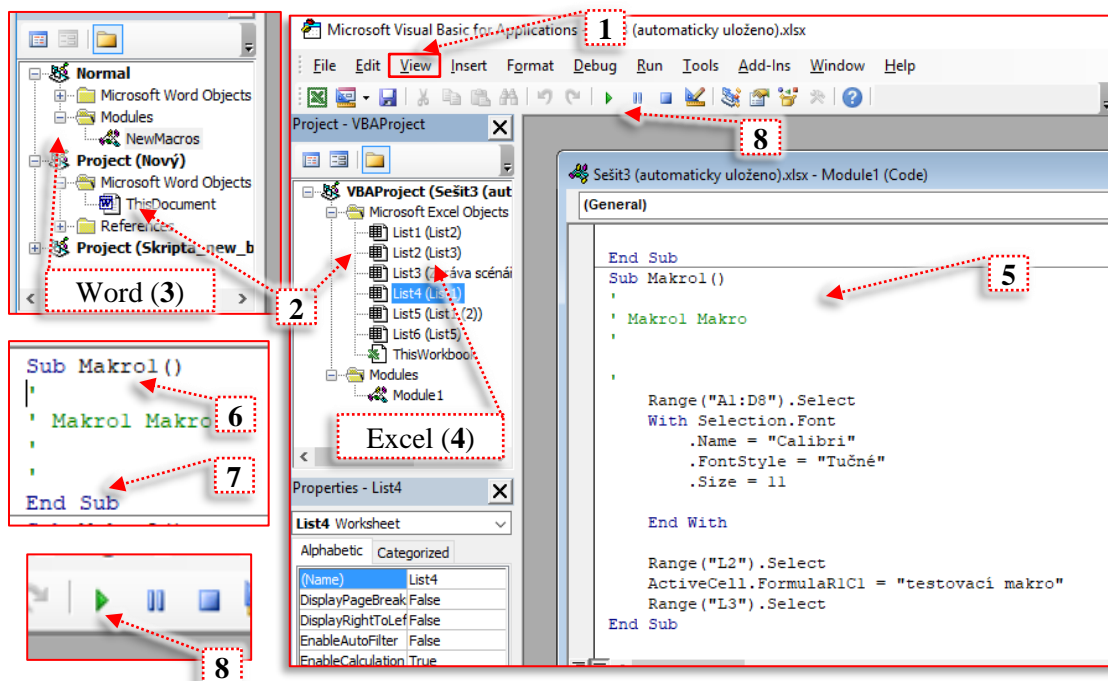 Normal
Microsoft Word Objects
Modules
NewMacros
Project (Nový)
Microsoft Word Objects
ThisDocument
References
Project (Skripta_new_b
Word (3)
2
Sub Makro1()
'
' Makro1 Makro
'
'
End Sub
6
7
8
Microsoft Visual Basic for Applications (automaticky uloženo).xlsx
1
File Edit View Insert Format Debug Run Tools Add-Ins Window Help
8
Project - VBAProject
VBAProject (Sešit3 (aut
Microsoft Excel Objects
List1 (List2)
List2 (List3)
List3 (Zpráva scénář
List4 (List1)
List5 (List1 (2))
List6 (List5)
ThisWorkbook
Modules
Module1
Excel (4)
Properties - List4
List4 Worksheet
Alphabetic Categorized
(Name) List4
DisplayPageBreak False
DisplayRightToLef False
EnableAutoFilter False
EnableCalculation True
Sešit3 (automaticky uloženo).xlsx - Module1 (Code)
(General)
End Sub
Sub Makro1()
5
'
' Makro1 Makro
'
'
Range("A1:D8").Select
With Selection.Font
.Name = "Calibri"
.FontStyle = "Tučné"
.Size = 11
End With
Range("L2").Select
ActiveCell.FormulaR1C1 = "testovací makro"
Range("L3").Select
End Sub